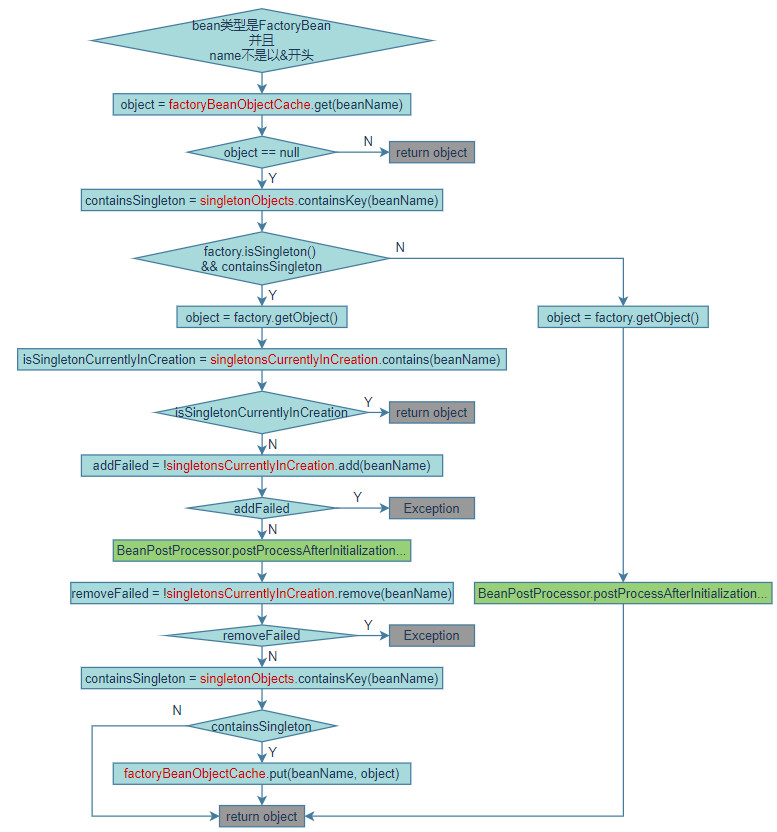 bean类型是FactoryBean
并且
name不是以&开头
object = factoryBeanObjectCache.get(beanName)
object == null
N
return object
Y
containsSingleton = singletonObjects.containsKey(beanName)
factory.isSingleton()
&& containsSingleton
N
Y
object = factory.getObject()
object = factory.getObject()
isSingletonCurrentlyInCreation = singletonsCurrentlyInCreation.contains(beanName)
isSingletonCurrentlyInCreation
Y
return object
N
addFailed = !singletonsCurrentlyInCreation.add(beanName)
addFailed
Y
Exception
N
BeanPostProcessor.postProcessAfterInitialization...
removeFailed = !singletonsCurrentlyInCreation.remove(beanName)
BeanPostProcessor.postProcessAfterInitialization...
removeFailed
Y
Exception
N
containsSingleton = singletonObjects.containsKey(beanName)
N
containsSingleton
Y
factoryBeanObjectCache.put(beanName, object)
return object